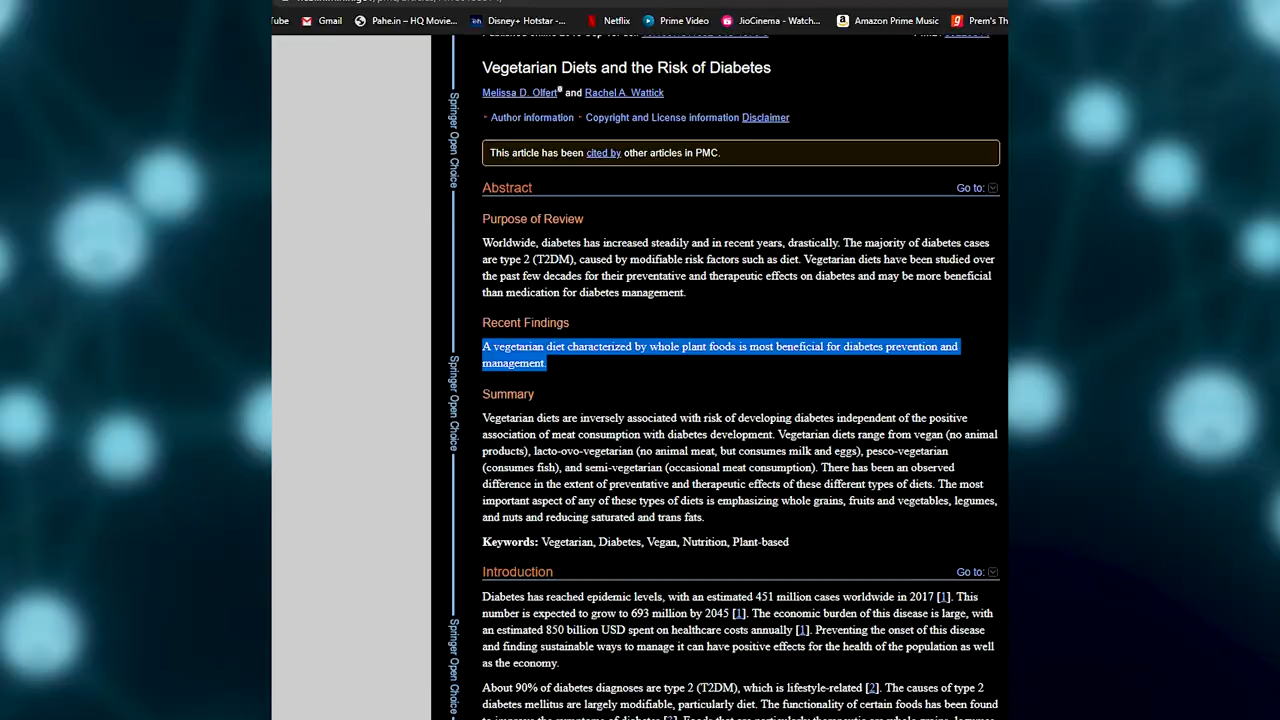 Tube Gmail Pahe.in – HQ Movie... Disney+ Hotstar -... Netflix Prime Video JioCinema - Watch... Amazon Prime Music Prem's Th
Vegetarian Diets and the Risk of Diabetes
Melissa D. Olfert and Rachel A. Wattick
Author information Copyright and License information Disclaimer
This article has been cited by other articles in PMC.
Abstract Go to:
Purpose of Review
Worldwide, diabetes has increased steadily and in recent years, drastically. The majority of diabetes cases
are type 2 (T2DM), caused by modifiable risk factors such as diet. Vegetarian diets have been studied over
the past few decades for their preventative and therapeutic effects on diabetes and may be more beneficial
than medication for diabetes management.
Recent Findings
A vegetarian diet characterized by whole plant foods is most beneficial for diabetes prevention and
management.
Summary
Vegetarian diets are inversely associated with risk of developing diabetes independent of the positive
association of meat consumption with diabetes development. Vegetarian diets range from vegan (no animal
products), lacto-ovo-vegetarian (no animal meat, but consumes milk and eggs), pesco-vegetarian
(consumes fish), and semi-vegetarian (occasional meat consumption). There has been an observed
difference in the extent of preventative and therapeutic effects of these different types of diets. The most
important aspect of any of these types of diets is emphasizing whole grains, fruits and vegetables, legumes,
and nuts and reducing saturated and trans fats.
Keywords: Vegetarian, Diabetes, Vegan, Nutrition, Plant-based
Introduction Go to:
Diabetes has reached epidemic levels, with an estimated 451 million cases worldwide in 2017 [1]. This
number is expected to grow to 693 million by 2045 [1]. The economic burden of this disease is large, with
an estimated 850 billion USD spent on healthcare costs annually [1]. Preventing the onset of this disease
and finding sustainable ways to manage it can have positive effects for the health of the population as well
as the economy.
About 90% of diabetes diagnoses are type 2 (T2DM), which is lifestyle-related [2]. The causes of type 2
diabetes mellitus are largely modifiable, particularly diet. The functionality of certain foods has been found
Springer Open Choice
Springer Open Choice
Springer Open Choice